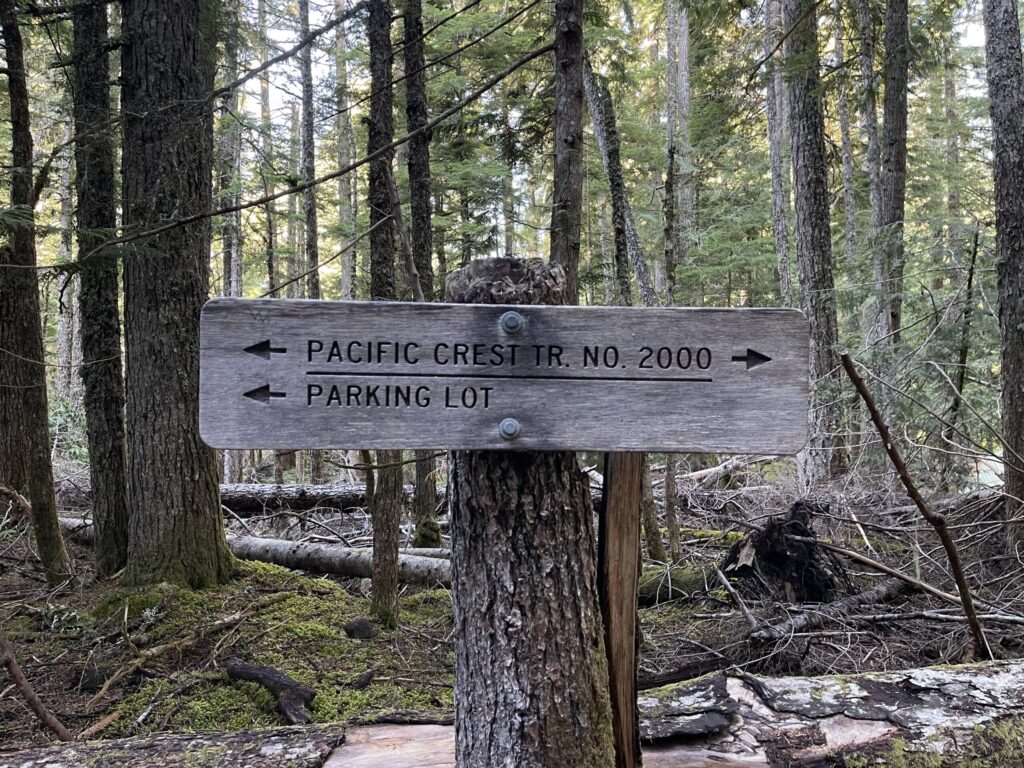 PACIFIC CREST TR. NO. 2000
PARKING LOT